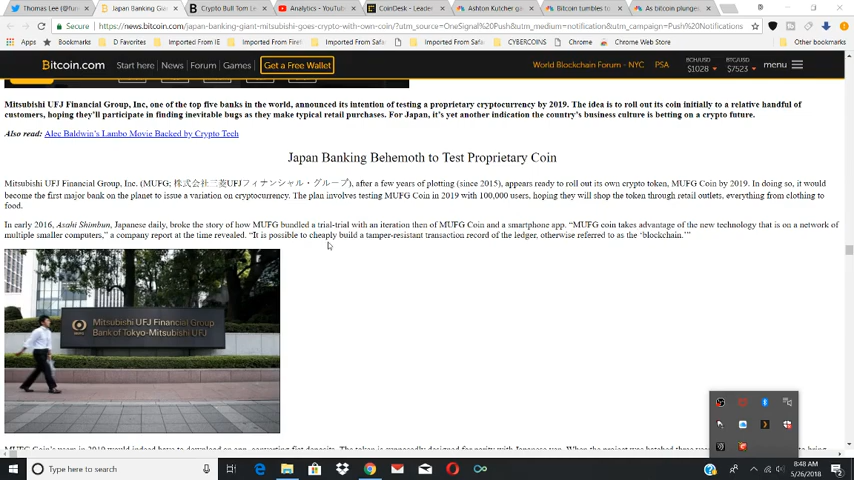 Thomas Lee (@fun
Japan Banking Gian
Crypto Bull Tom Le
Analytics - YouTube
CoinDesk - Leader
Ashton Kutcher giv
Bitcoin tumbles to
As bitcoin plunges,
Secure
https://news.bitcoin.com/japan-banking-giant-mitsubishi-goes-crypto-with-own-coin/?utm_source=OneSignal%20Push&utm_medium=notification&utm_campaign=Push%20Notifications
Apps Bookmarks D Favorites Imported From IE Imported From Google Imported From Safari Imported From IE CYBERCOINS Chrome Chrome Web Store Other bookmarks
Bitcoin.com Start here News Forum Games Get a Free Wallet World Blockchain Forum - NYC PSA BCH/USD $1028 BTC/USD $7523 menu
Mitsubishi UFJ Financial Group, Inc, one of the top five banks in the world, announced its intention of testing a proprietary cryptocurrency by 2019. The idea is to roll out its coin initially to a relative handful of
customers, hoping they'll participate in finding inevitable bugs as they make typical retail purchases. For Japan, it's yet another indication the country's business culture is betting on a crypto future.
Also read: Alec Baldwin's Lambo Movie Backed by Crypto Tech
Japan Banking Behemoth to Test Proprietary Coin
Mitsubishi UFJ Financial Group, Inc. (MUFG; 株式会社三菱UFJフィナンシャル・グループ), after a few years of plotting (since 2015), appears ready to roll out its own crypto token, MUFG Coin by 2019. In doing so, it would
become the first major bank on the planet to issue a variation on cryptocurrency. The plan involves testing MUFG Coin in 2019 with 100,000 users, hoping they will shop the token through retail outlets, everything from clothing to
food.
In early 2016, Asahi Shimbun, Japanese daily, broke the story of how MUFG bundled a trial-trial with an iteration then of MUFG Coin and a smartphone app. “MUFG coin takes advantage of the new technology that is on a network of
multiple smaller computers,” a company report at the time revealed. “It is possible to cheaply build a tamper-resistant transaction record of the ledger, otherwise referred to as the ‘blockchain.’”
Mitsubishi UFJ Financial Group
Bank of Tokyo-Mitsubishi UFJ
Type here to search
8:48 AM
5/26/2018
2